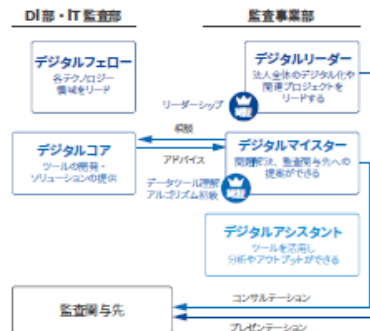 DI部・IT監査部
監査事業部
デジタルフェロー
各テクノロジー
領域をリード
デジタルリーダー
法人全体のデジタル化や
関連プロジェクトを
リードする
リーダーシップ
相談
アドバイス
デジタルコア
ツールの開発・
ソリューションの提供
デジタルマイスター
問題解決、監査関与先への
提案ができる
データツール理解
アルゴリズム初級
デジタルアシスタント
ツールを活用し
分析やアウトプットができる
監査関与先
コンサルテーション
プレゼンテーション